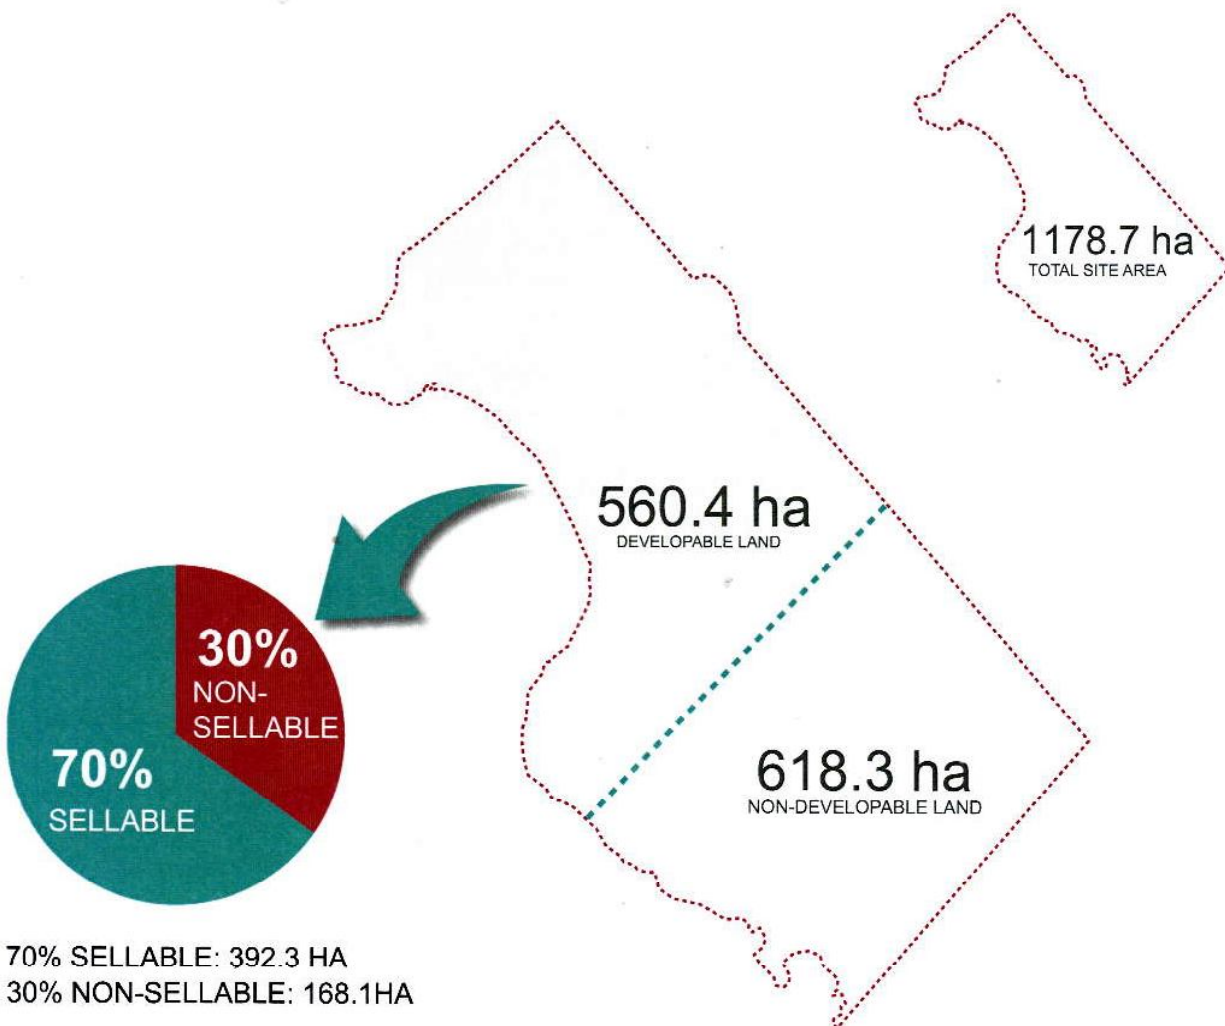 1178.7 ha
TOTAL SITE AREA
560.4 ha
DEVELOPABLE LAND
30%
NON-
SELLABLE
70%
SELLABLE
618.3 ha
NON-DEVELOPABLE LAND
70% SELLABLE: 392.3 HA
30% NON-SELLABLE: 168.1HA